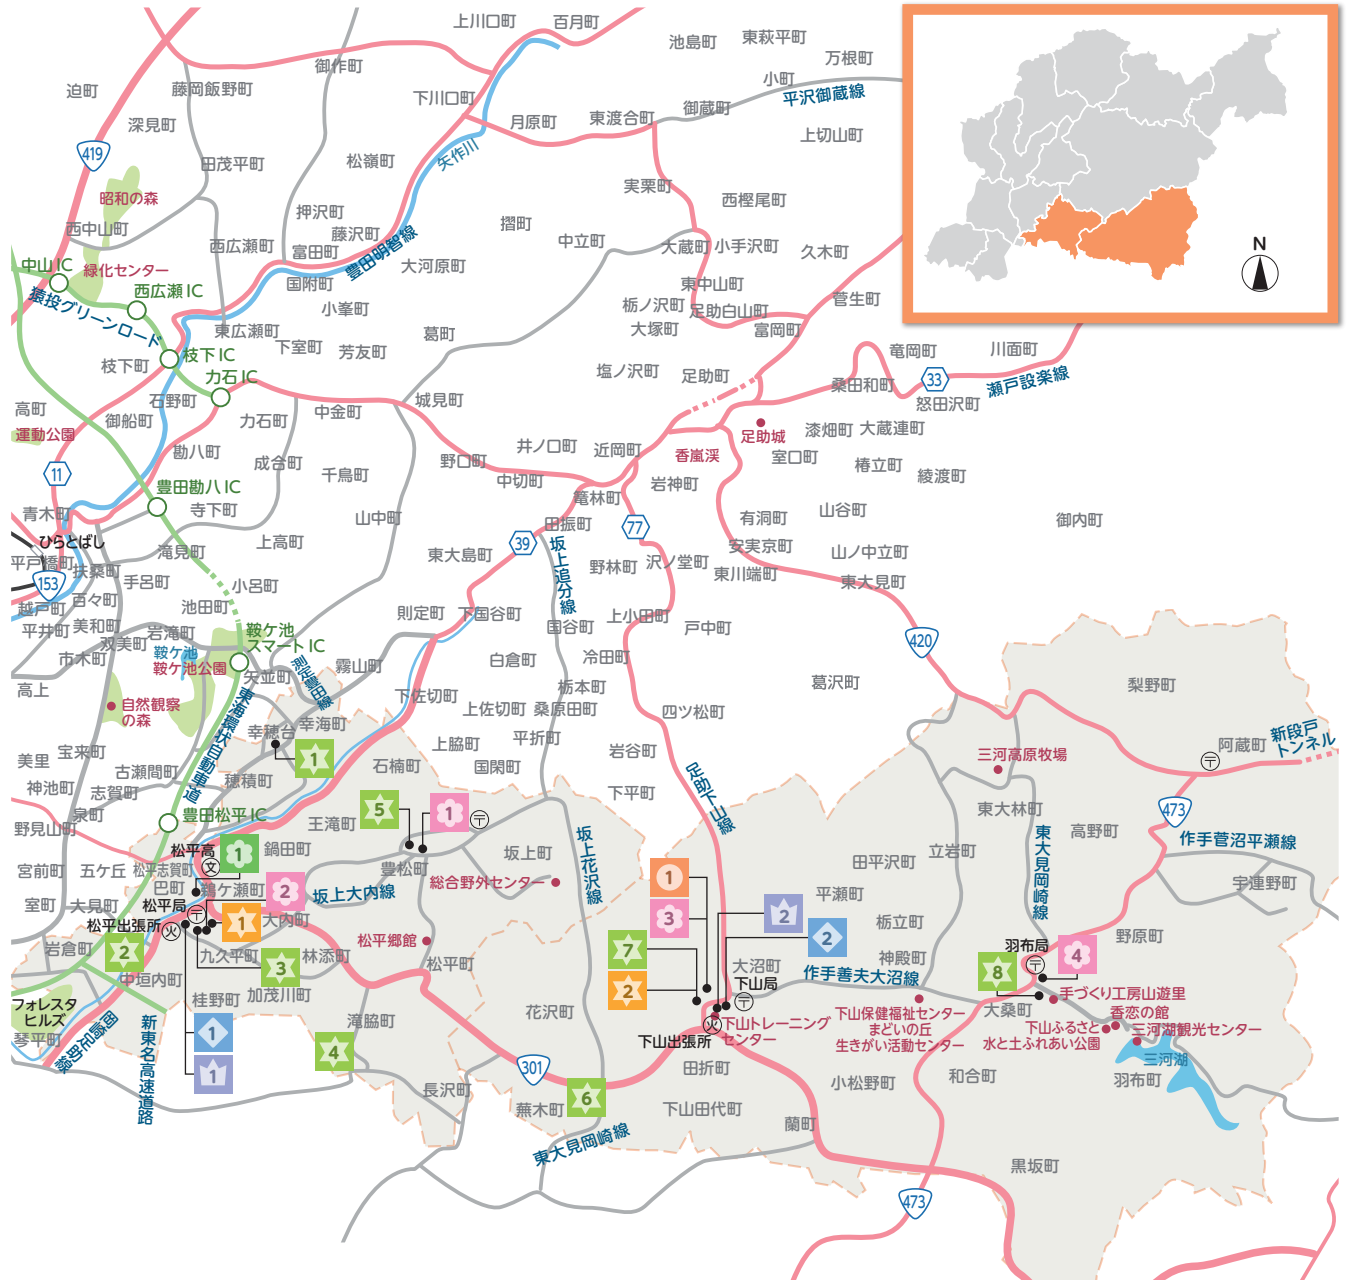 上川口町
百月町
池島町
東萩平町
万根町
小町
平沢御蔵線
御作町
迫町
藤岡飯野町
下川口町
御蔵町
東渡合町
月原町
深見町
上切山町
419
田茂平町
松嶺町
矢作川
実栗町
西樫尾町
昭和の森
押沢町
摺町
藤沢町
西中山町
西広瀬町
富田町
豊田明智線
中立町
大蔵町
小手沢町
久木町
中山 IC
緑化センター
大河原町
国附町
東中山町
西広瀬 IC
猿投グリーンロード
小峯町
栃ノ沢町
足助白山町
菅生町
東広瀬町
葛町
大塚町
富岡町
下室町
芳友町
枝下 IC
枝下町
力石 IC
塩ノ沢町
足助町
竜岡町
川面町
33
瀬戸設楽線
桑田和町
怒田沢町
石野町
高町
御船町
力石町
中金町
城見町
運動公園
足助城
漆畑町
大蔵連町
香嵐渓
室口町
椿立町
綾渡町
勘八町
成合町
千鳥町
井ノ口町
近岡町
野口町
中切町
岩神町
11
豊田勘八 IC
篭林町
青木町
寺下町
山中町
田振町
77
有洞町
山谷町
御内町
ひらとばし
平戸橋町
滝見町
上高町
39
東大島町
坂上追分線
野林町
沢ノ堂町
安実京町
東川端町
山ノ中立町
東大見町
153
扶桑町
手呂町
小呂町
越戸町
百々町
池田町
則定町
下国谷町
上小田町
平井町
美和町
双美町
岩滝町
鞍ケ池
スマート IC
国谷町
戸中町
420
市木町
鞍ケ池
鞍ケ池公園
矢並町
測定豊田線
霧山町
白倉町
冷田町
高上
自然観察
の森
東海環状自動車道
下佐切町
栃本町
葛沢町
梨野町
上佐切町
桑原田町
四ツ松町
幸穂台
幸海町
1
美里
宝来町
上脇町
平折町
岩谷町
新段戸
トンネル
阿蔵町
三河高原牧場
神池町
古瀬間町
穂積町
石楠町
国閑町
足助下山線
志賀町
下平町
泉町
豊田松平 IC
王滝町
5
1
東大林町
473
野見山町
高野町
作手菅沼平瀬線
松平高
1
鍋田町
坂上町
坂上花沢線
立岩町
東大見岡崎線
田平沢町
宮前町
五ケ丘
松平志賀町
豊松町
総合野外センター
1
宇連野町
巴町
鵜ケ瀬町
2
坂上大内線
平瀬町
室町
大見町
松平局
3
2
栃立町
松平出張所
1
大内町
2
羽布局
野原町
岩倉町
2
九久平町
3
林添町
松平郷館
松平町
7
大沼町
神殿町
8
4
中垣内町
加茂川町
2
下山局
作手善夫大沼線
手づくり工房山遊里
フォレスタ
ヒルズ
桂野町
花沢町
大桑町
香恋の館
琴平町
岡崎足助線
新東名高速道路
1
滝脇町
下山出張所
下山トレーニング
センター
下山保健福祉センター
まどいの丘
生きがい活動センター
下山ふるさと
水と土ふれあい公園
三河湖観光センター
4
三河湖
1
301
田折町
小松野町
和合町
羽布町
長沢町
6
蕪木町
下山田代町
東大見岡崎線
蘭町
黒坂町
473
N